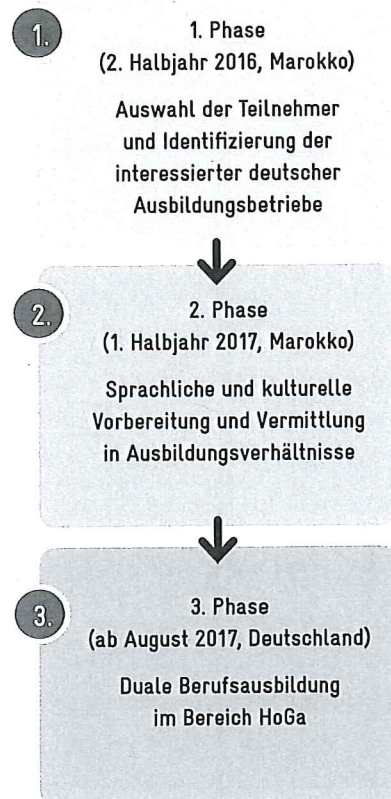 1.
1. Phase
(2. Halbjahr 2016, Marokko)
Auswahl der Teilnehmer
und Identifizierung der
interessierter deutscher
Ausbildungsbetriebe
2.
2. Phase
(1. Halbjahr 2017, Marokko)
Sprachliche und kulturelle
Vorbereitung und Vermittlung
in Ausbildungsverhältnisse
3.
3. Phase
(ab August 2017, Deutschland)
Duale Berufsausbildung
im Bereich HoGa